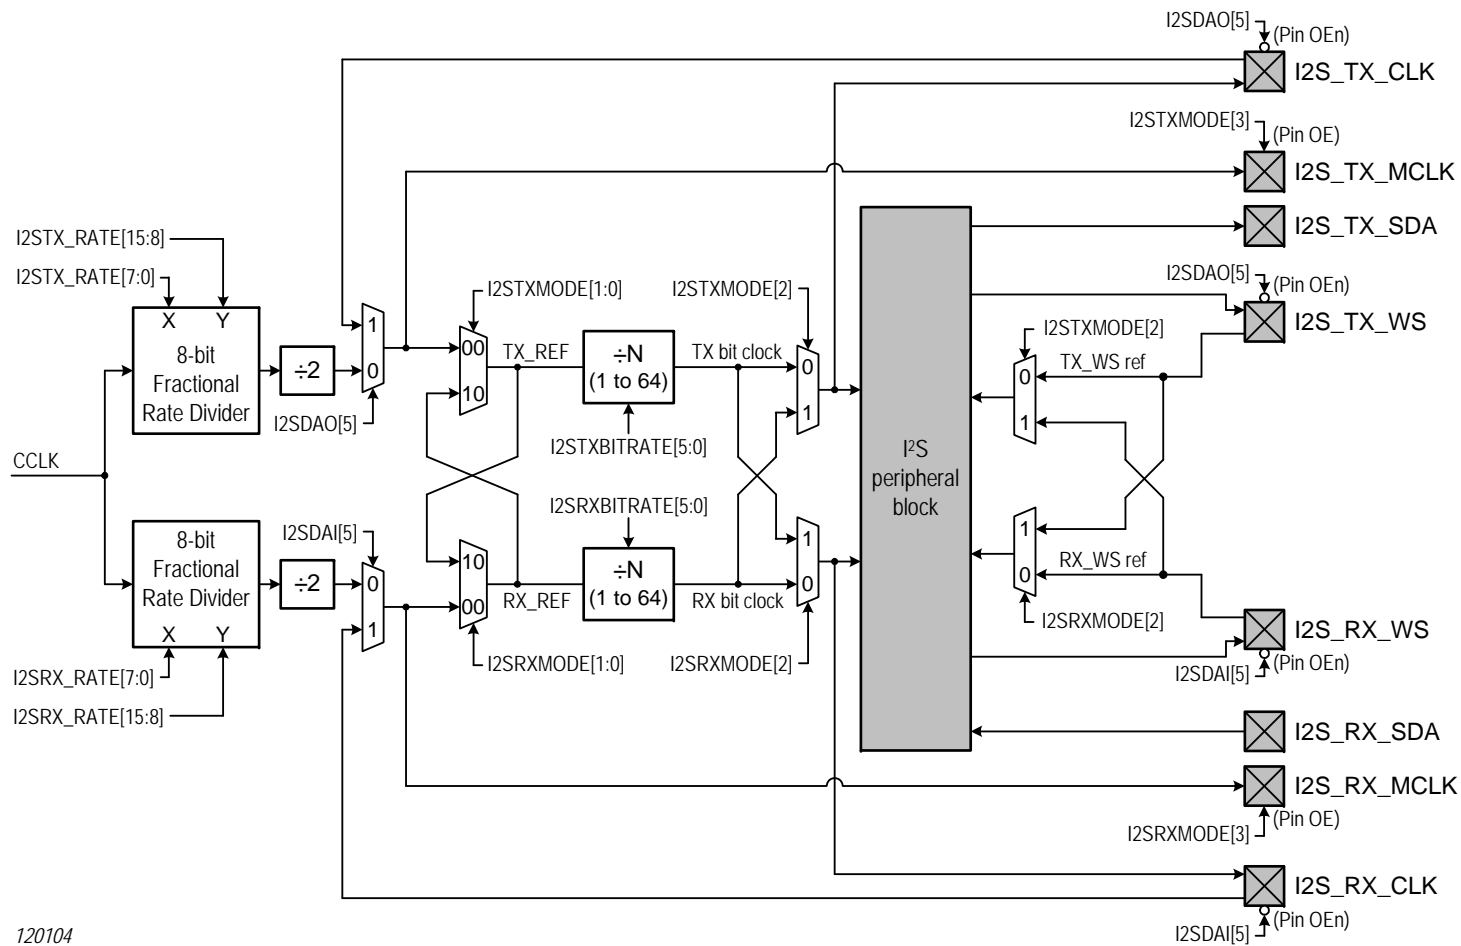 I2SDAO[5]
(Pin OEn)
I2S_TX_CLK
I2STXMODE[3]
(Pin OE)
I2S_TX_MCLK
I2S_TX_SDA
I2STX_RATE[15:8]
I2STX_RATE[7:0]
X Y
8-bit
Fractional
Rate Divider
÷2
1
0
I2SDAO[5]
I2STXMODE[1:0]
00
10
TX_REF
÷N
(1 to 64)
I2STXBITRATE[5:0]
TX bit clock
I2STXMODE[2]
0
1
I2SDAO[5]
(Pin OEn)
I2S_TX_WS
I2STXMODE[2]
TX_WS ref
0
1
CCLK
I²S
peripheral
block
8-bit
Fractional
Rate Divider
X Y
÷2
I2SDAI[5]
0
1
I2SRX_RATE[7:0]
I2SRX_RATE[15:8]
10
00
RX_REF
I2SRXMODE[1:0]
I2SRXBITRATE[5:0]
÷N
(1 to 64)
RX bit clock
1
0
I2SRXMODE[2]
1
0
RX_WS ref
I2SRXMODE[2]
I2S_RX_WS
(Pin OEn)
I2SDAI[5]
I2S_RX_SDA
I2S_RX_MCLK
(Pin OE)
I2SRXMODE[3]
I2S_RX_CLK
(Pin OEn)
I2SDAI[5]
120104